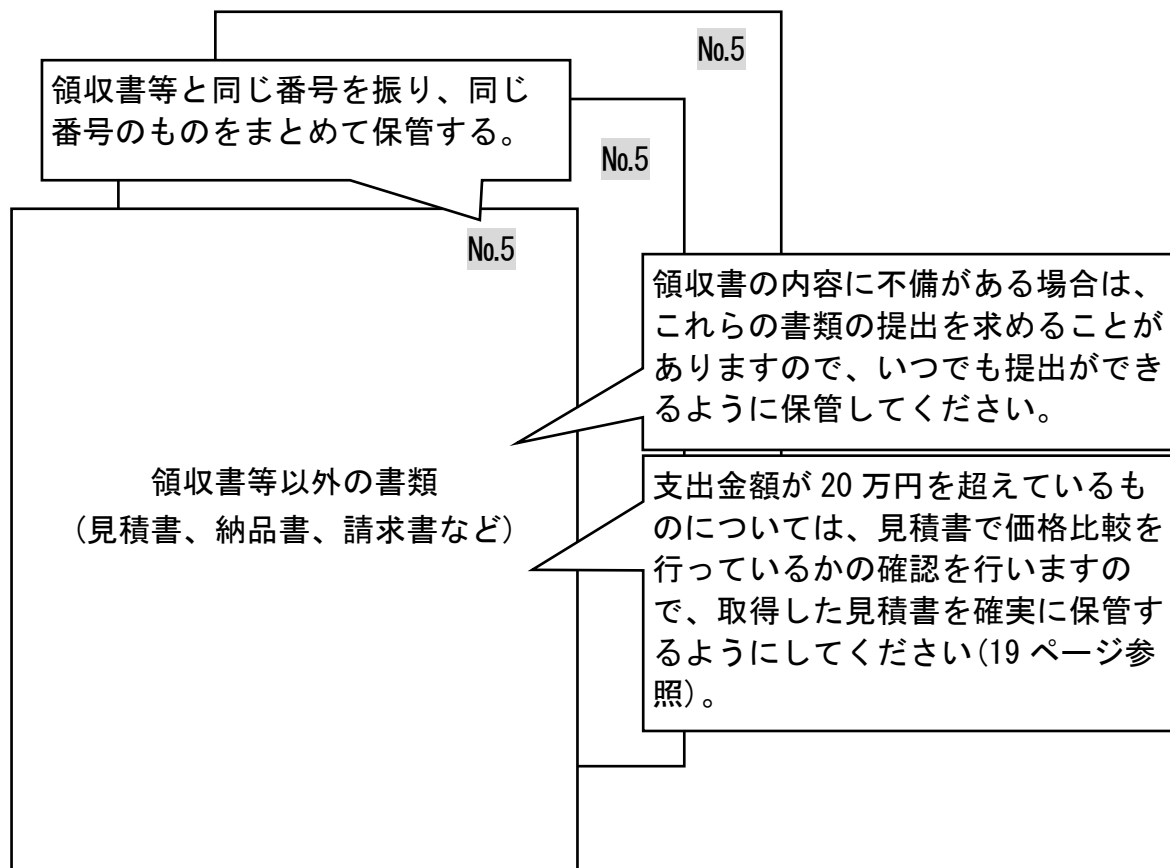 No.5
領収書等と同じ番号を振り、同じ
番号のものをまとめて保管する。
No.5
No.5
領収書の内容に不備がある場合は、
これらの書類の提出を求めることが
ありますので、いつでも提出ができ
るように保管してください。
領収書等以外の書類
(見積書、納品書、請求書など)
支出金額が 20 万円を超えているも
のについては、見積書で価格比較を
行っているかの確認を行いますの
で、取得した見積書を確実に保管す
るようにしてください(19 ページ参
照)。